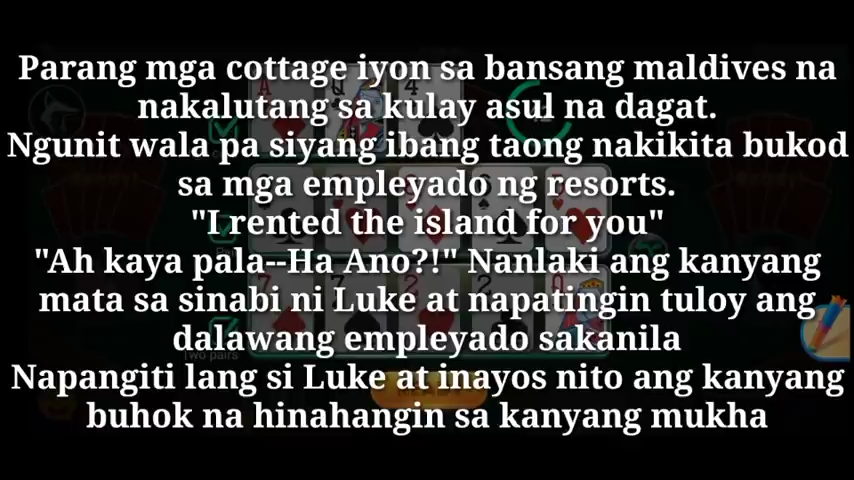 Parang mga cottage iyon sa bansang maldives na
nakalutang sa kulay asul na dagat.
Ngunit wala pa siyang ibang taong nakikita bukod
sa mga empleyado ng resorts.
"I rented the island for you"
"Ah kaya pala--Ha Ano?!" Nanlaki ang kanyang
mata sa sinabi ni Luke at napatingin tuloy ang
dalawang empleyado sakanila
Two pairs
Napangiti lang si Luke at inayos nito ang kanyang
buhok na hinahangin sa kanyang mukha